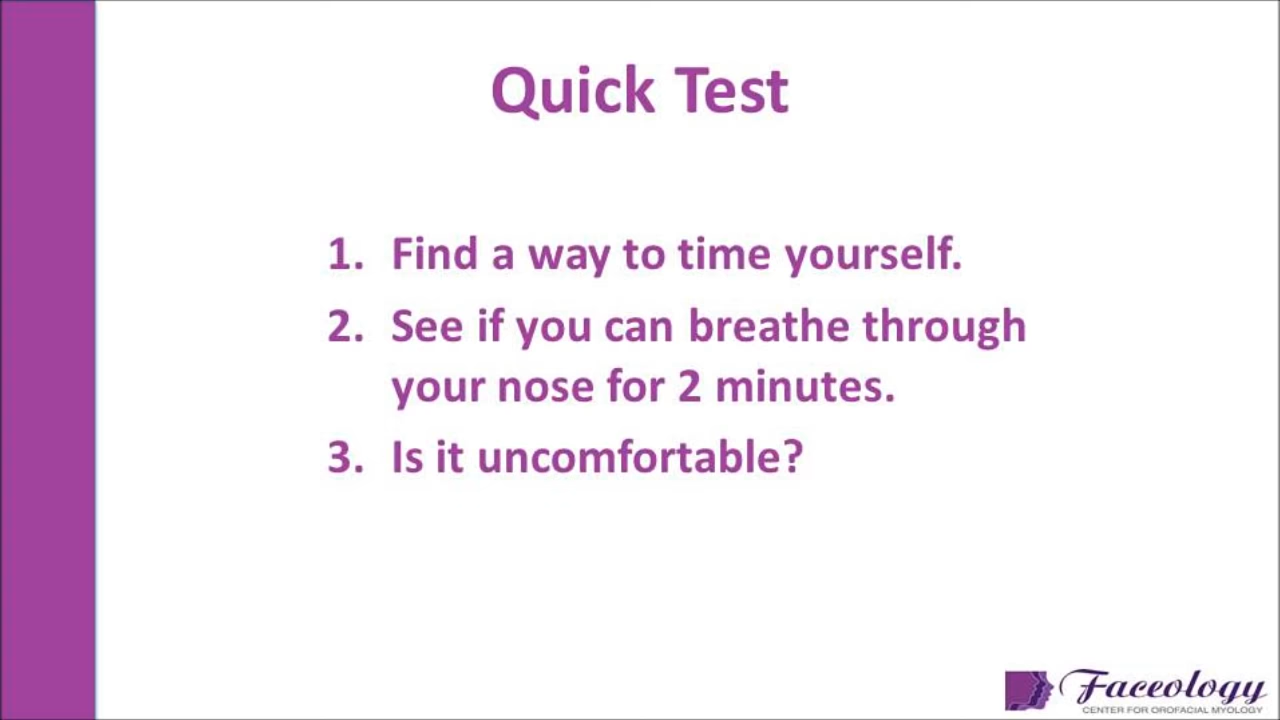 Quick Test
1. Find a way to time yourself.
2. See if you can breathe through
your nose for 2 minutes.
3. Is it uncomfortable?
Faceology
CENTER FOR OROFACIAL MYOLOGY